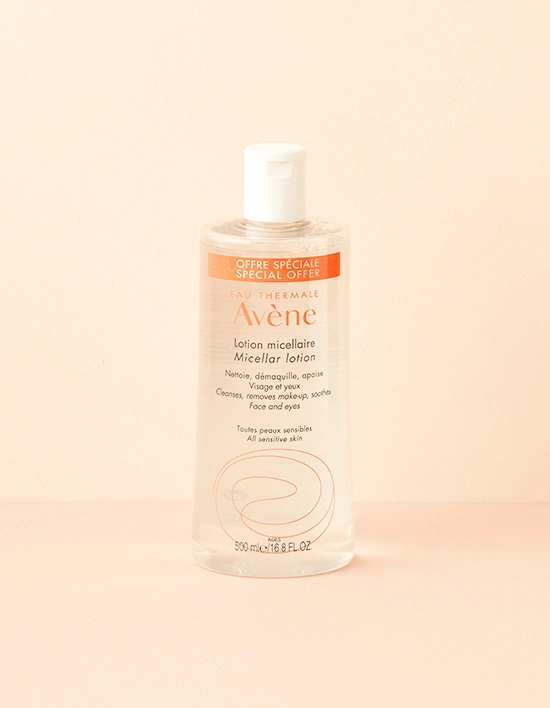 OFFRE SPÉCIALE
SPECIAL OFFER
EAU THERMALE
Avène
Lotion micellaire
Micellar lotion
Nettoie, démaquille, apaise
Visage et yeux
Cleanses, removes make-up, soothes
Face and eyes
Toutes peaux sensibles
All sensitive skin
PARIS
500 ml℮/16.8 FL.OZ